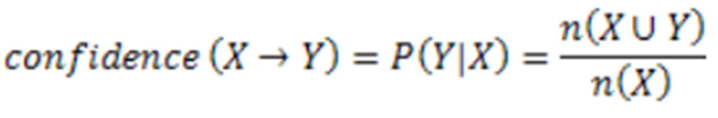 confidence (X → Y) = P(Y|X) = n(X ∪ Y) / n(X)